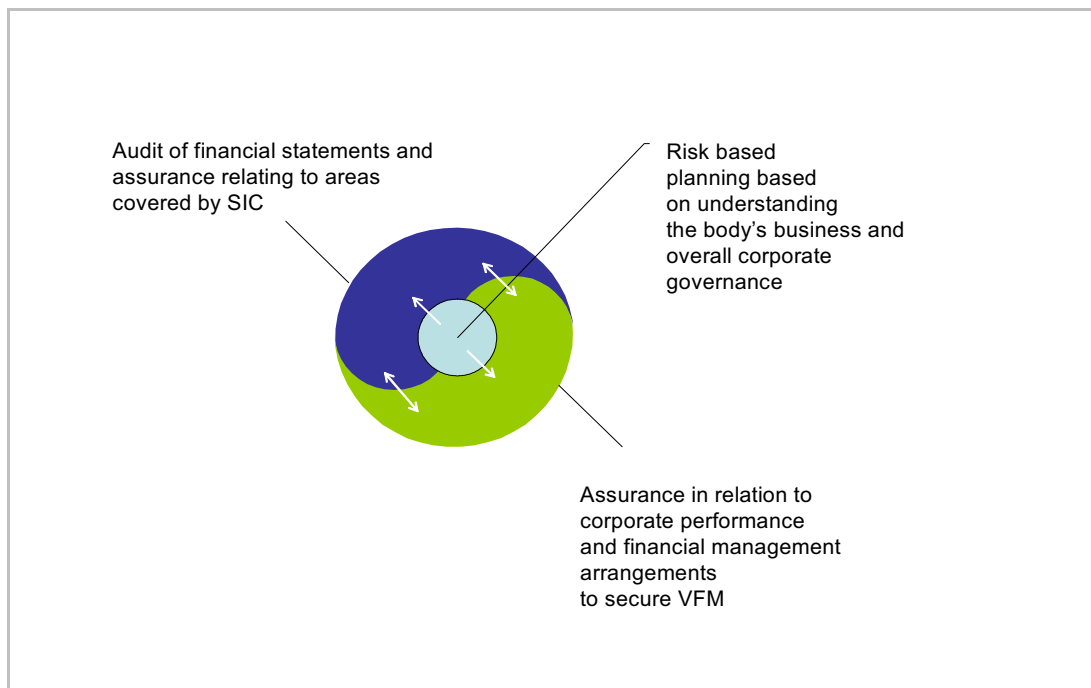 Audit of financial statements and
assurance relating to areas
covered by SIC
Risk based
planning based
on understanding
the body’s business and
overall corporate
governance
Assurance in relation to
corporate performance
and financial management
arrangements
to secure VFM